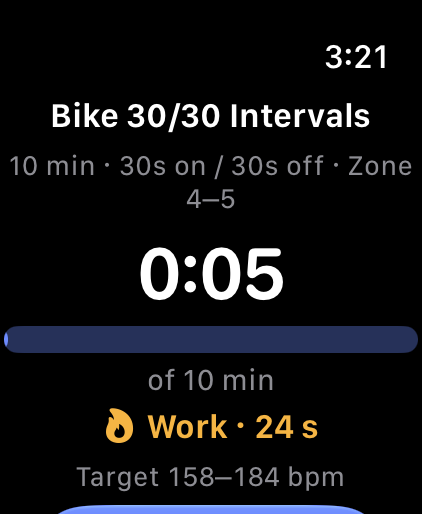 3:21
Bike 30/30 Intervals
10 min · 30s on / 30s off · Zone
4–5
0:05
of 10 min
Work · 24 s
Target 158–184 bpm